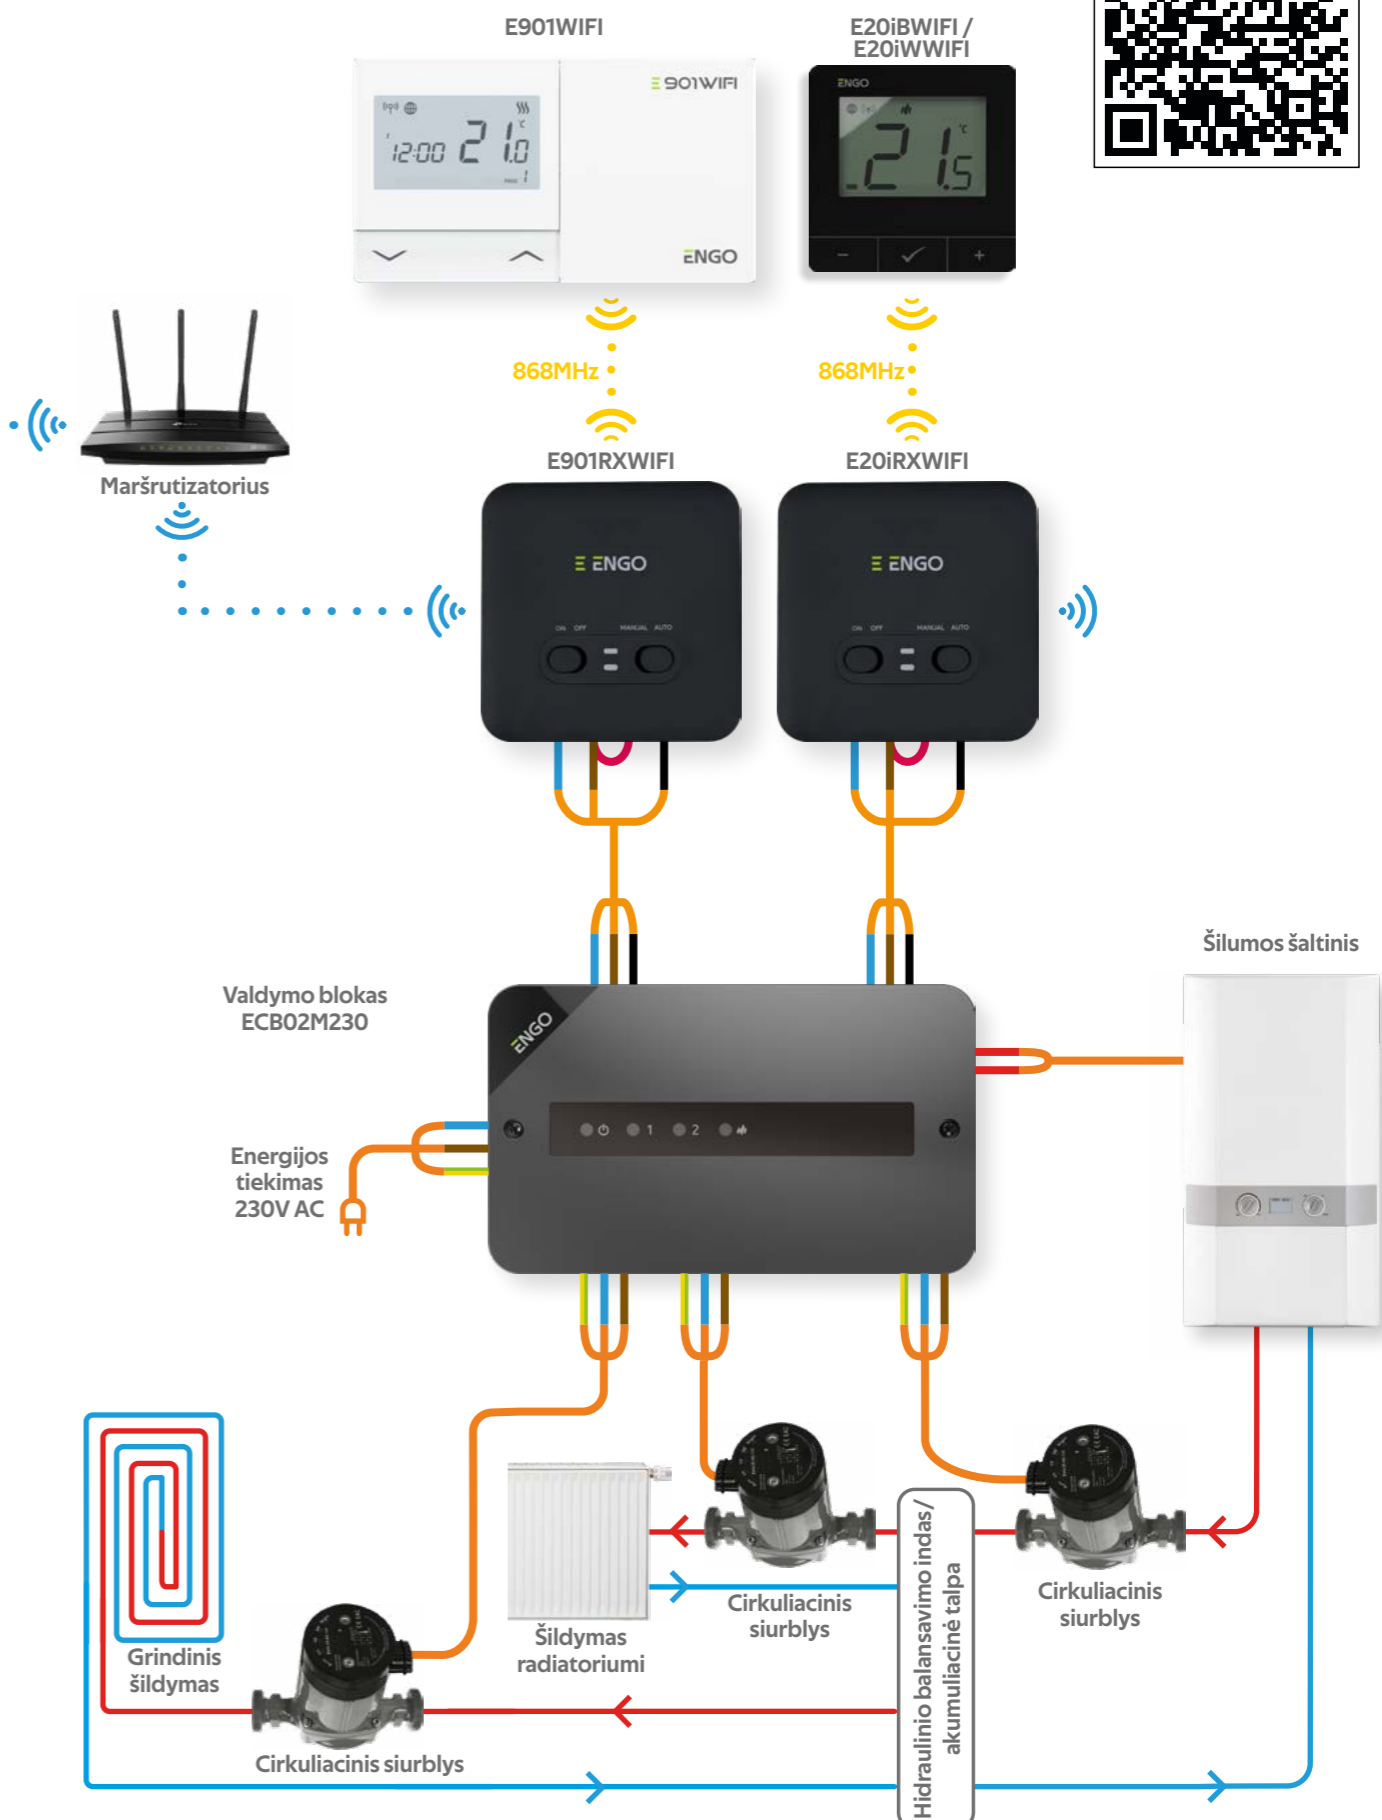 E901WIFI
E20iBWIFI /
E20iWWIFI
E901WIFI
12:00
21.0
°C
ENGO
ENGO
21.5
°C
868MHz
868MHz
Maršrutizatorius
E901RXWIFI
E20iRXWIFI
ENGO
ON OFF MANUAL AUTO
ENGO
ON OFF MANUAL AUTO
Šilumos šaltinis
Valdymo blokas
ECB02M230
ENGO
1 2
Energijos
tiekimas
230V AC
Hidraulinio balansavimo indas/
akumuliacinė talpa
Cirkuliacinis
siurblys
Cirkuliacinis
siurblys
Šildymas
radiatoriumi
Grindinis
šildymas
Cirkuliacinis siurblys